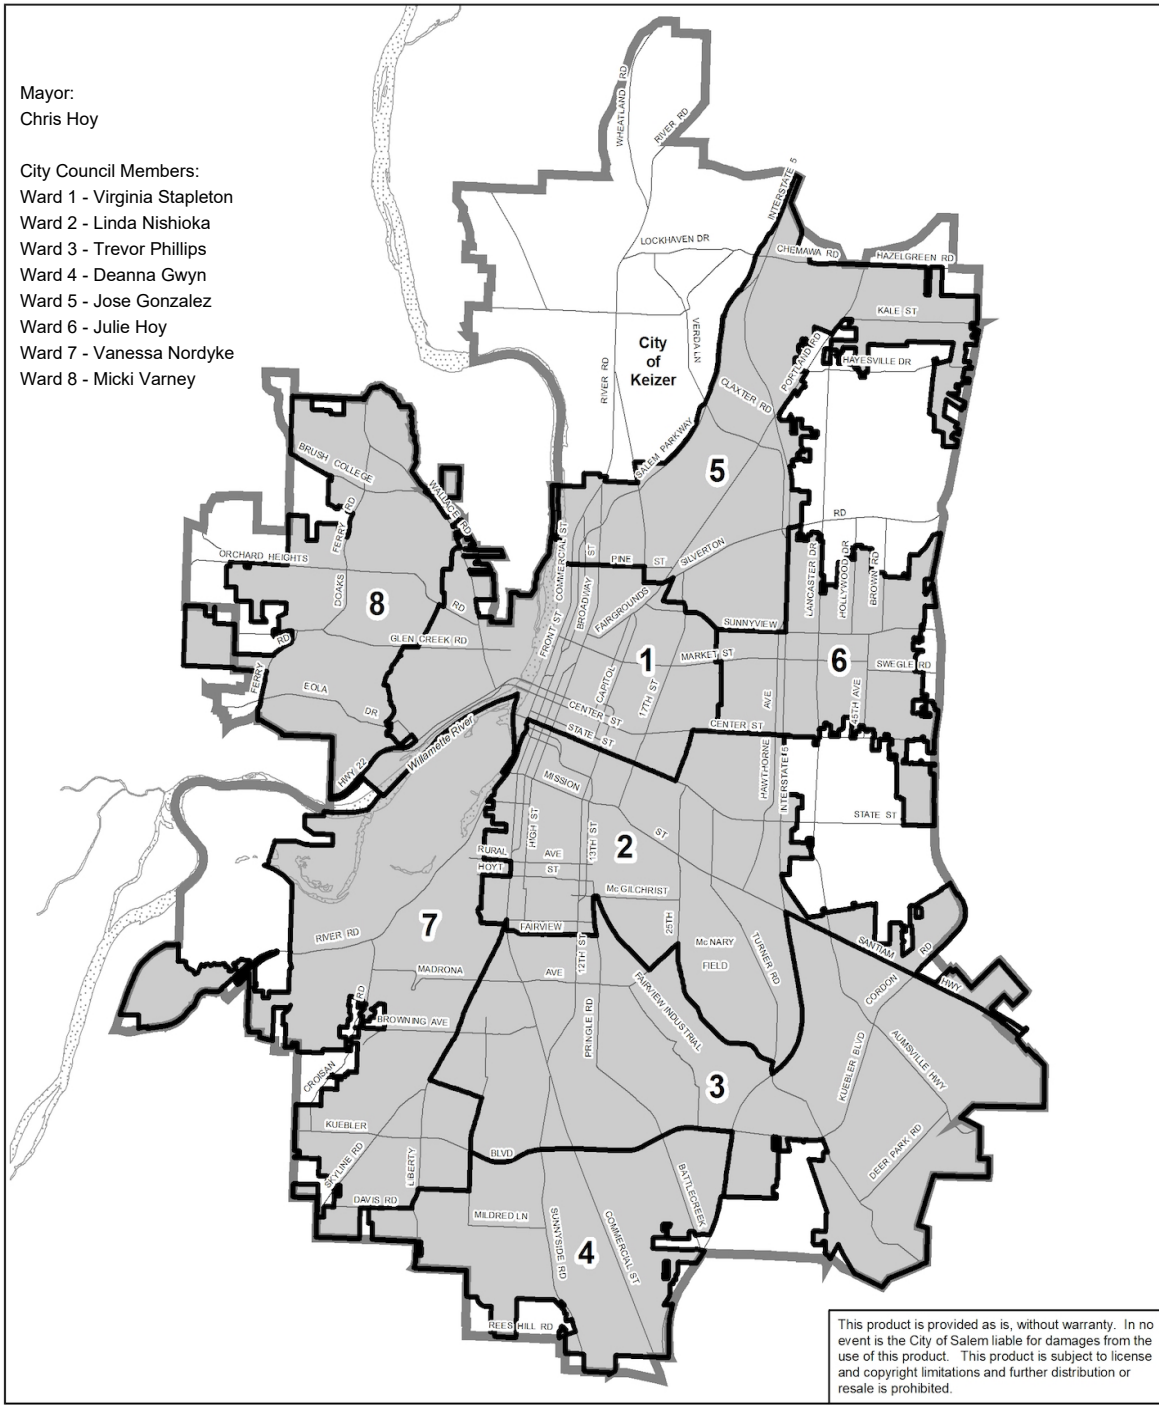 Mayor:
Chris Hoy
City Council Members:
Ward 1 - Virginia Stapleton
Ward 2 - Linda Nishioka
Ward 3 - Trevor Phillips
Ward 4 - Deanna Gwyn
Ward 5 - Jose Gonzalez
Ward 6 - Julie Hoy
Ward 7 - Vanessa Nordyke
Ward 8 - Micki Varney
WHEATLAND RD
RIVER RD
INTERSTATE 5
LOCKHAVEN DR
CHEMAWA RD
HAZELGREEN RD
KALE ST
VERDA LN
City
of
Keizer
RIVER RD
PORTLAND RD
HAYESVILLE DR
CLAXTER RD
SALEM PARKWAY
5
BRUSH COLLEGE
RD
WALLACE RD
DOAKS FERRY RD
ORCHARD HEIGHTS
RD
8
GLEN CREEK RD
RD
FERRY
EOLA
DR
HWY 22
Willamette River
COMMERCIAL ST
FRONT ST
BROADWAY ST
PINE ST
SILVERTON
RD
FAIRGROUNDS
LANCASTER DR
HOLLYWOOD DR
BROWN RD
SUNNYVIEW
1
MARKET ST
6
SWEGLE RD
CAPITOL
17TH ST
45TH AVE
CENTER ST
CENTER ST
STATE ST
HAWTHORNE AVE
INTERSTATE 5
MISSION ST
STATE ST
HIGH ST
13TH ST
2
RURAL AVE
HOYT ST
McGILCHRIST
7
FAIRVIEW
25TH
RIVER RD
12TH ST
McNARY
FIELD
TURNER RD
SANTIAM HWY
CORDON RD
MADRONA AVE
FAIRVIEW INDUSTRIAL
CROISAN RD
BROWNING AVE
PRINGLE RD
KUEBLER BLVD
AUMSVILLE HWY
3
KUEBLER BLVD
DEER PARK RD
SKYLINE RD
LIBERTY
DAVIS RD
BATTLECREEK
MILDRED LN
SUNNYSIDE RD
COMMERCIAL ST
4
REES HILL RD
This product is provided as is, without warranty. In no
event is the City of Salem liable for damages from the
use of this product. This product is subject to license
and copyright limitations and further distribution or
resale is prohibited.